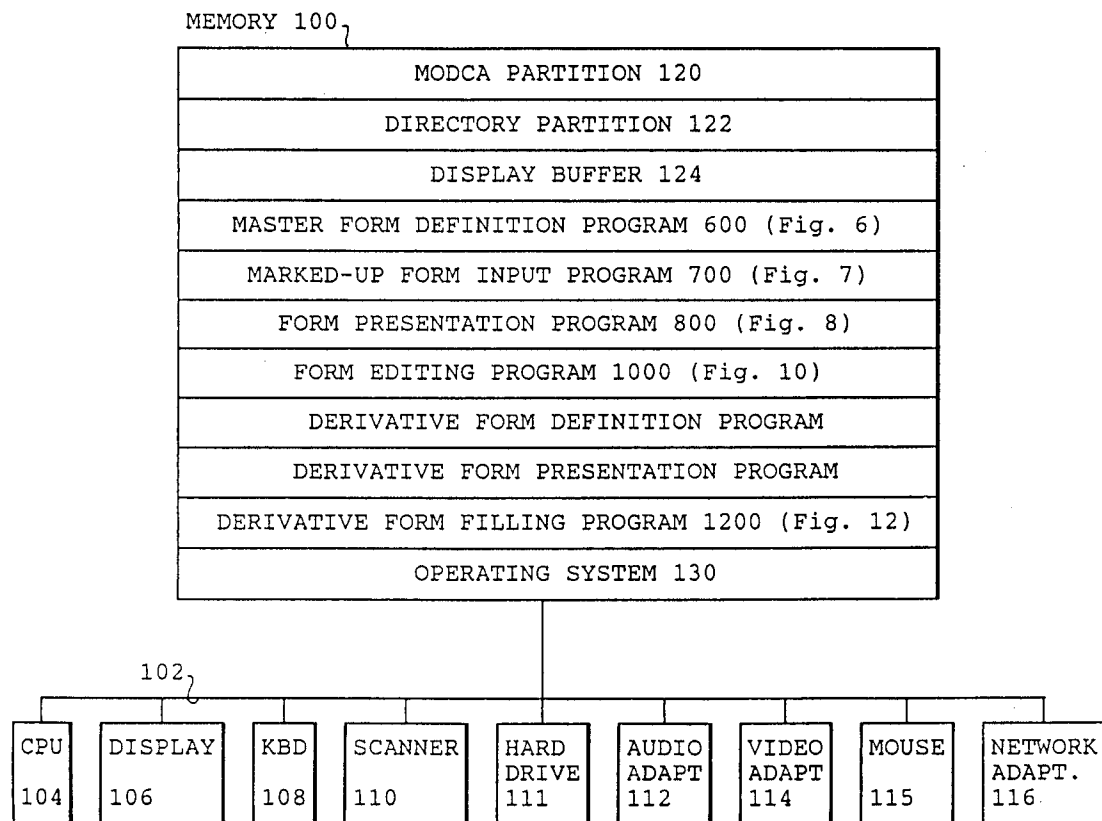 MEMORY 100
MODCA PARTITION 120
DIRECTORY PARTITION 122
DISPLAY BUFFER 124
MASTER FORM DEFINITION PROGRAM 600 (Fig. 6)
MARKED-UP FORM INPUT PROGRAM 700 (Fig. 7)
FORM PRESENTATION PROGRAM 800 (Fig. 8)
FORM EDITING PROGRAM 1000 (Fig. 10)
DERIVATIVE FORM DEFINITION PROGRAM
DERIVATIVE FORM PRESENTATION PROGRAM
DERIVATIVE FORM FILLING PROGRAM 1200 (Fig. 12)
OPERATING SYSTEM 130
102
CPU
104
DISPLAY
106
KBD
108
SCANNER
110
HARD
DRIVE
111
AUDIO
ADAPT
112
VIDEO
ADAPT
114
MOUSE
115
NETWORK
ADAPT.
116